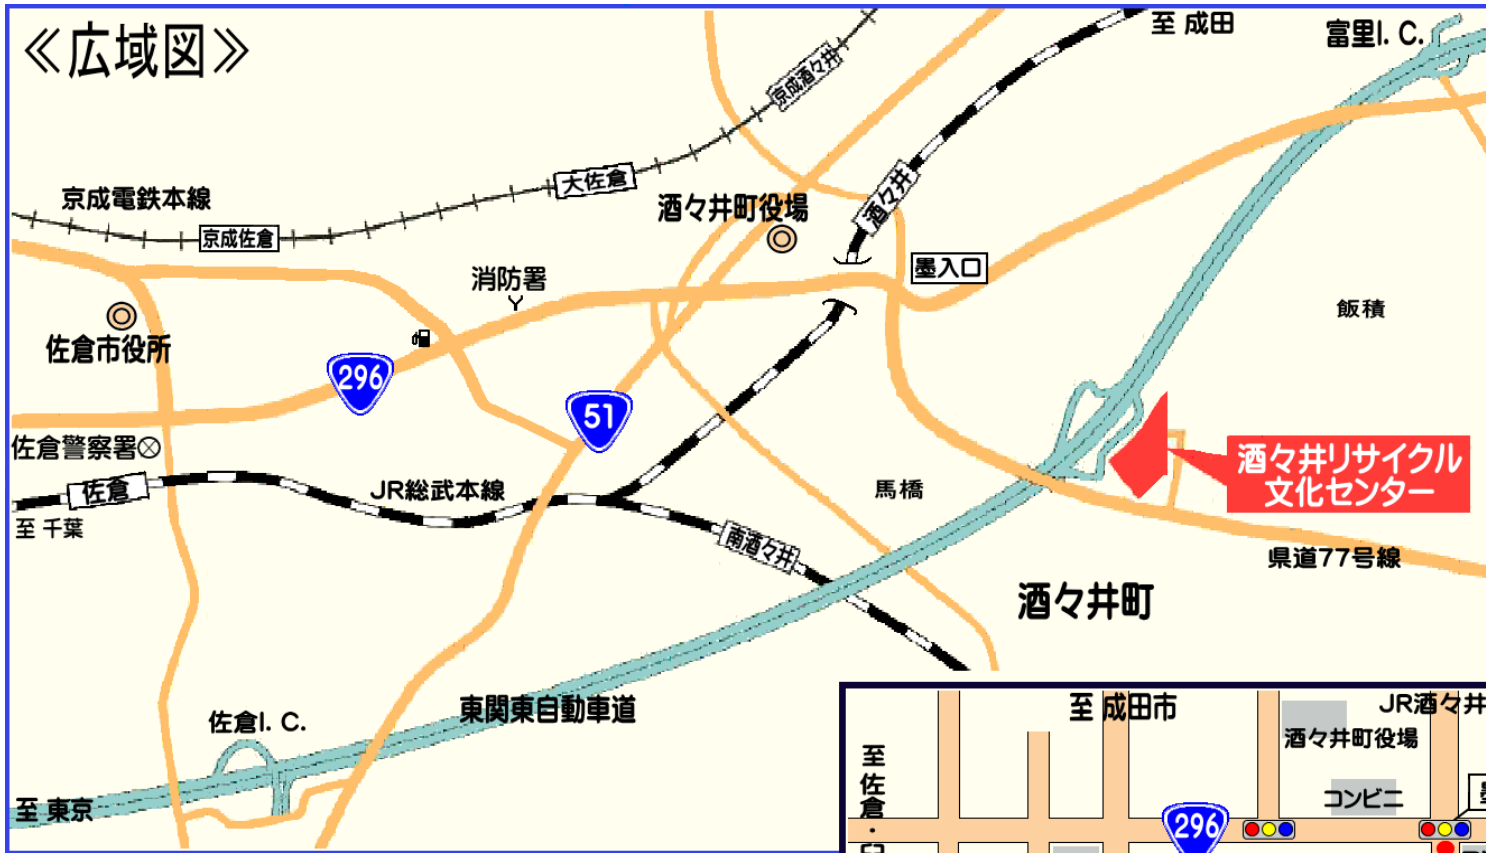 ≪広域図≫
至 成田
富里I. C.
京成酒々井
京成電鉄本線
大佐倉
酒々井
酒々井町役場
京成佐倉
墨入口
消防署
飯積
佐倉市役所
296
51
佐倉警察署
酒々井リサイクル
文化センター
佐倉
JR総武本線
馬橋
至 千葉
南酒々井
県道77号線
酒々井町
東関東自動車道
佐倉I. C.
至 東京
至 成田市
JR酒々井
酒々井町役場
至佐倉・
コンビニ
296